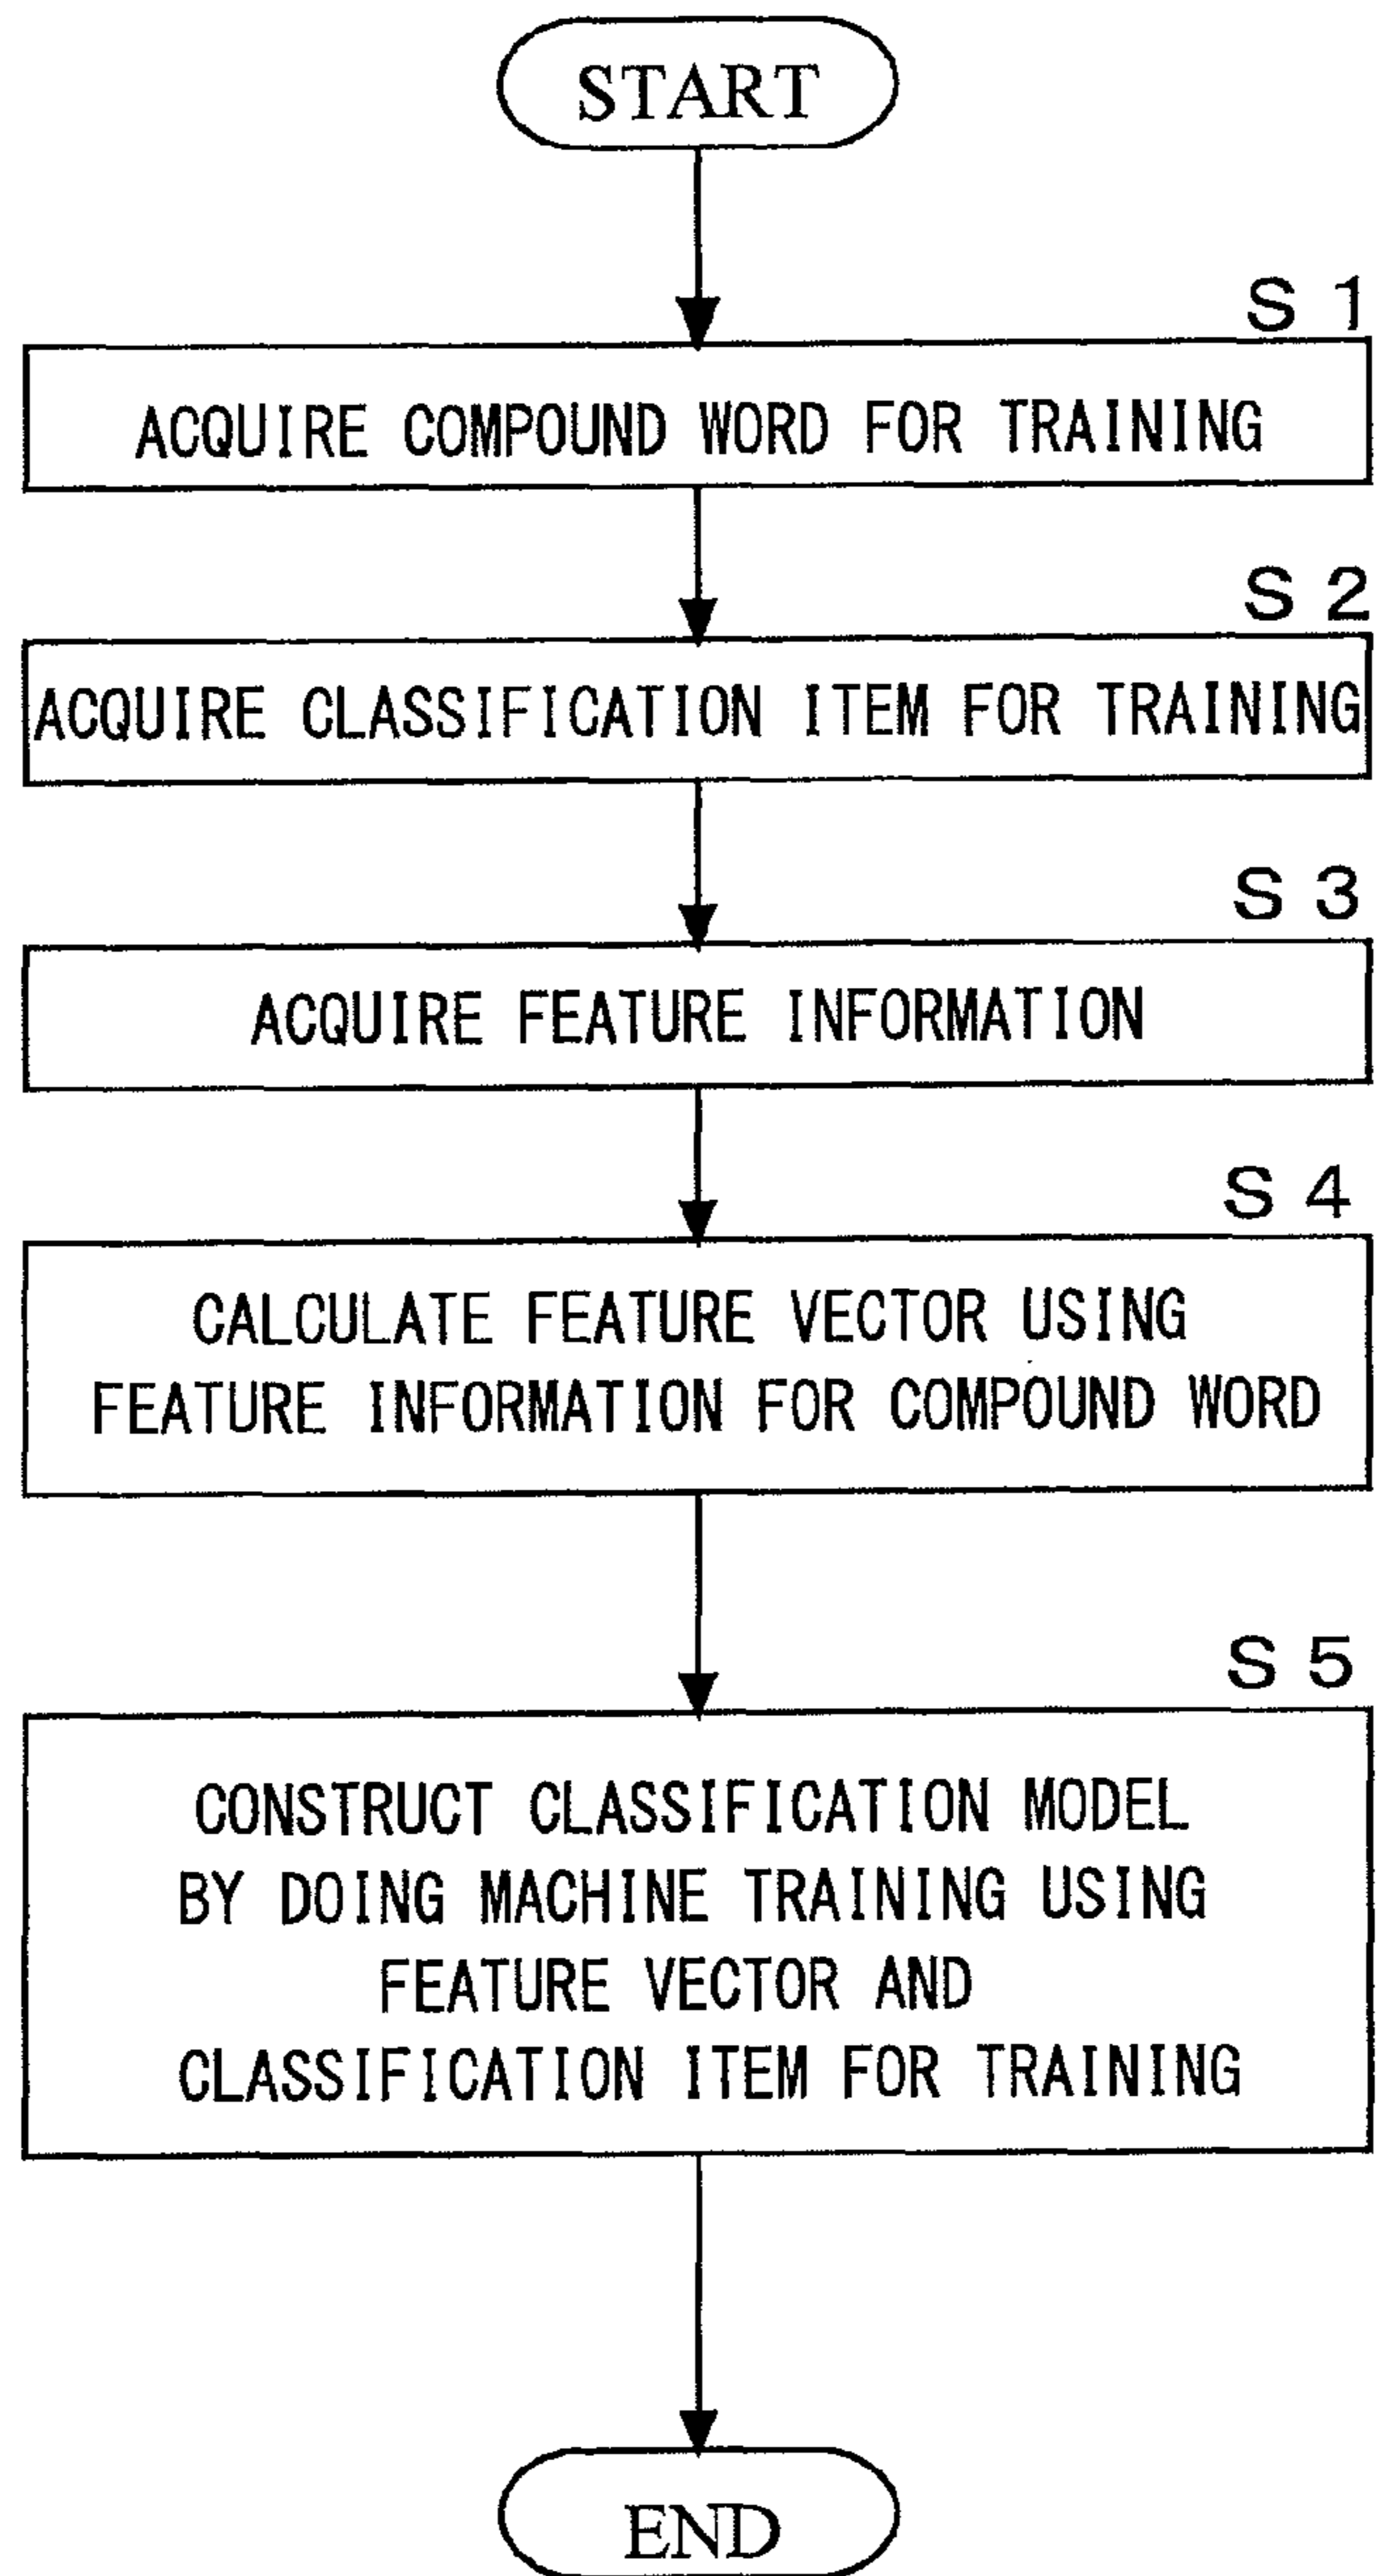 START
S 1
ACQUIRE COMPOUND WORD FOR TRAINING
S 2
ACQUIRE CLASSIFICATION ITEM FOR TRAINING
S 3
ACQUIRE FEATURE INFORMATION
S 4
CALCULATE FEATURE VECTOR USING
FEATURE INFORMATION FOR COMPOUND WORD
S 5
CONSTRUCT CLASSIFICATION MODEL
BY DOING MACHINE TRAINING USING
FEATURE VECTOR AND
CLASSIFICATION ITEM FOR TRAINING
END